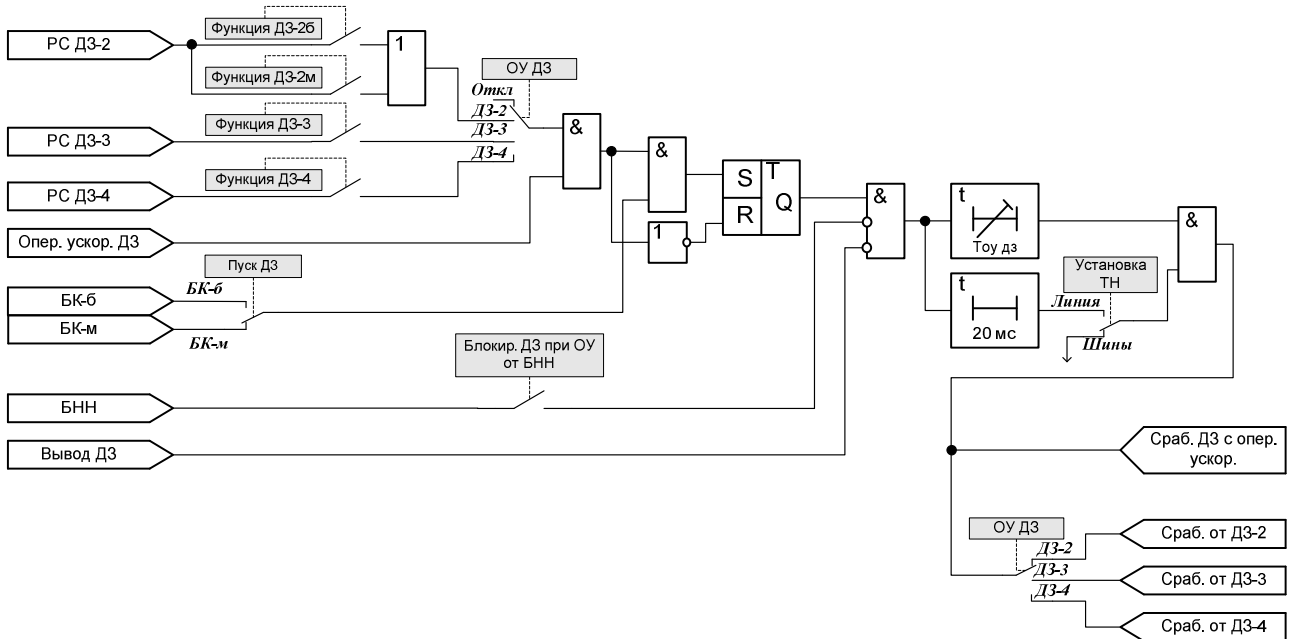 РС ДЗ-2
Функция ДЗ-2б
1
Функция ДЗ-2м
ОУ ДЗ
Откл
ДЗ-2
ДЗ-3
ДЗ-4
РС ДЗ-3
Функция ДЗ-3
РС ДЗ-4
Функция ДЗ-4
Опер. ускор. ДЗ
&
&
1
S
T
R
Q
&
t
Tоу дз
t
20 мс
&
Пуск ДЗ
БК-б
БК-б
БК-м
БК-м
Установка
ТН
Линия
Шины
Блокир. ДЗ при ОУ
от БНН
БНН
Вывод ДЗ
Сраб. ДЗ с опер.
ускор.
ОУ ДЗ
ДЗ-2
ДЗ-3
ДЗ-4
Сраб. от ДЗ-2
Сраб. от ДЗ-3
Сраб. от ДЗ-4